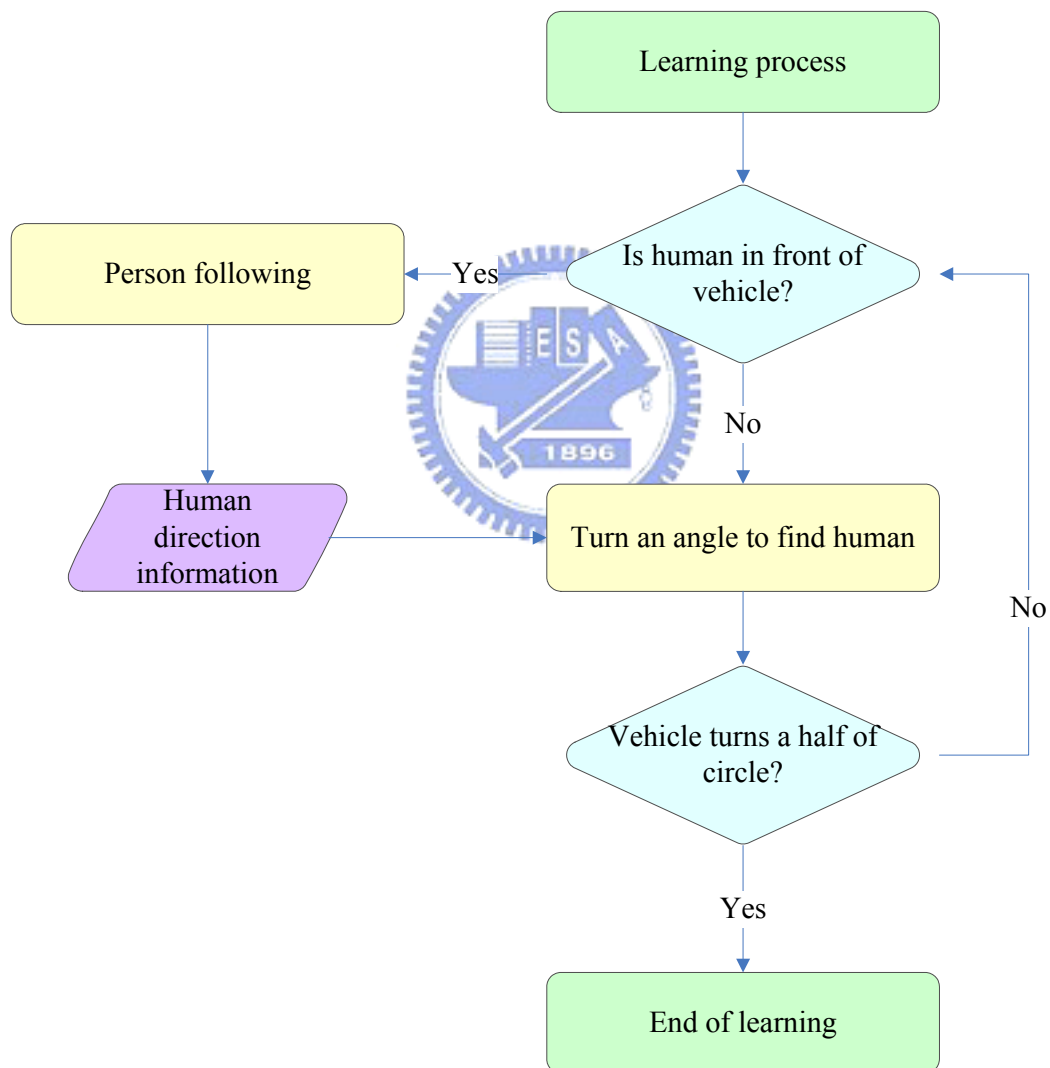 Learning process
Is human in front of
vehicle?
Yes
Person following
ESA
1896
No
Human
direction
information
Turn an angle to find human
No
Vehicle turns a half of
circle?
Yes
End of learning